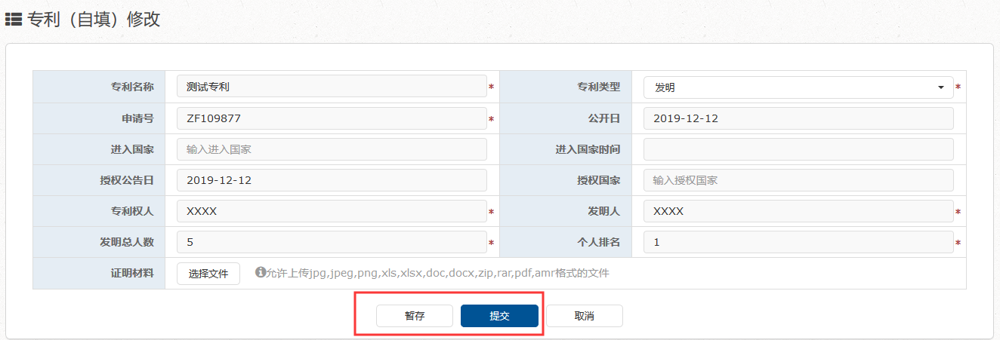 专利（自填）修改
专利名称 测试专利 * 专利类型 发明 *
申请号 ZF109877 * 公开日 2019-12-12
进入国家 输入进入国家 进入国家时间
授权公告日 2019-12-12 授权国家 输入授权国家
专利权人 XXXX * 发明人 XXXX *
发明总人数 5 * 个人排名 1 *
证明材料 选择文件 允许上传jpg,jpeg,png,xls,xlsx,doc,docx,zip,rar,pdf,amr格式的文件
暂存 提交 取消